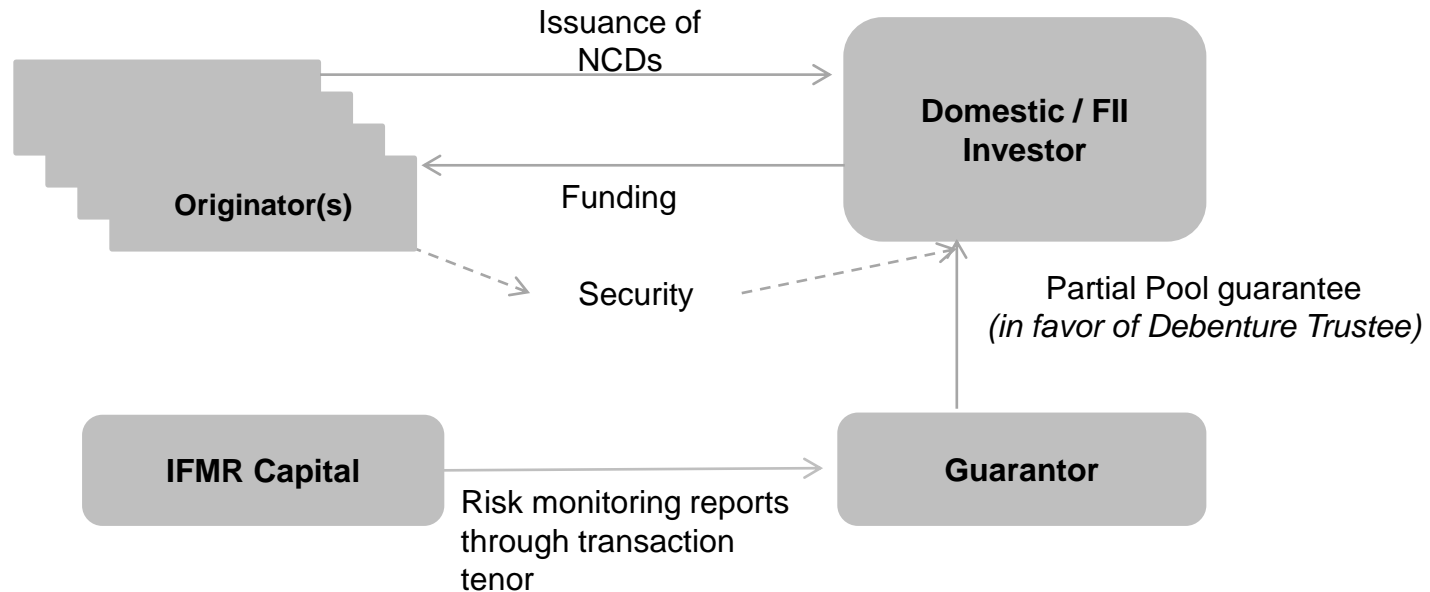 Issuance of
NCDs
Domestic / FII
Investor
Originator(s)
Funding
Security
Partial Pool guarantee
(in favor of Debenture Trustee)
IFMR Capital
Guarantor
Risk monitoring reports
through transaction
tenor